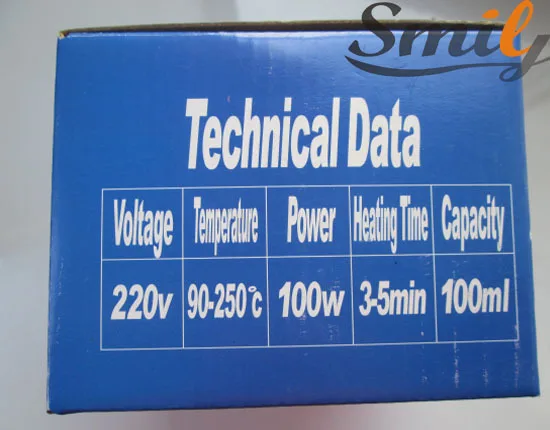 Smily
Technical Data
Voltage Temperature Power Heating Time Capacity
220v 90-250°c 100w 3-5min 100ml